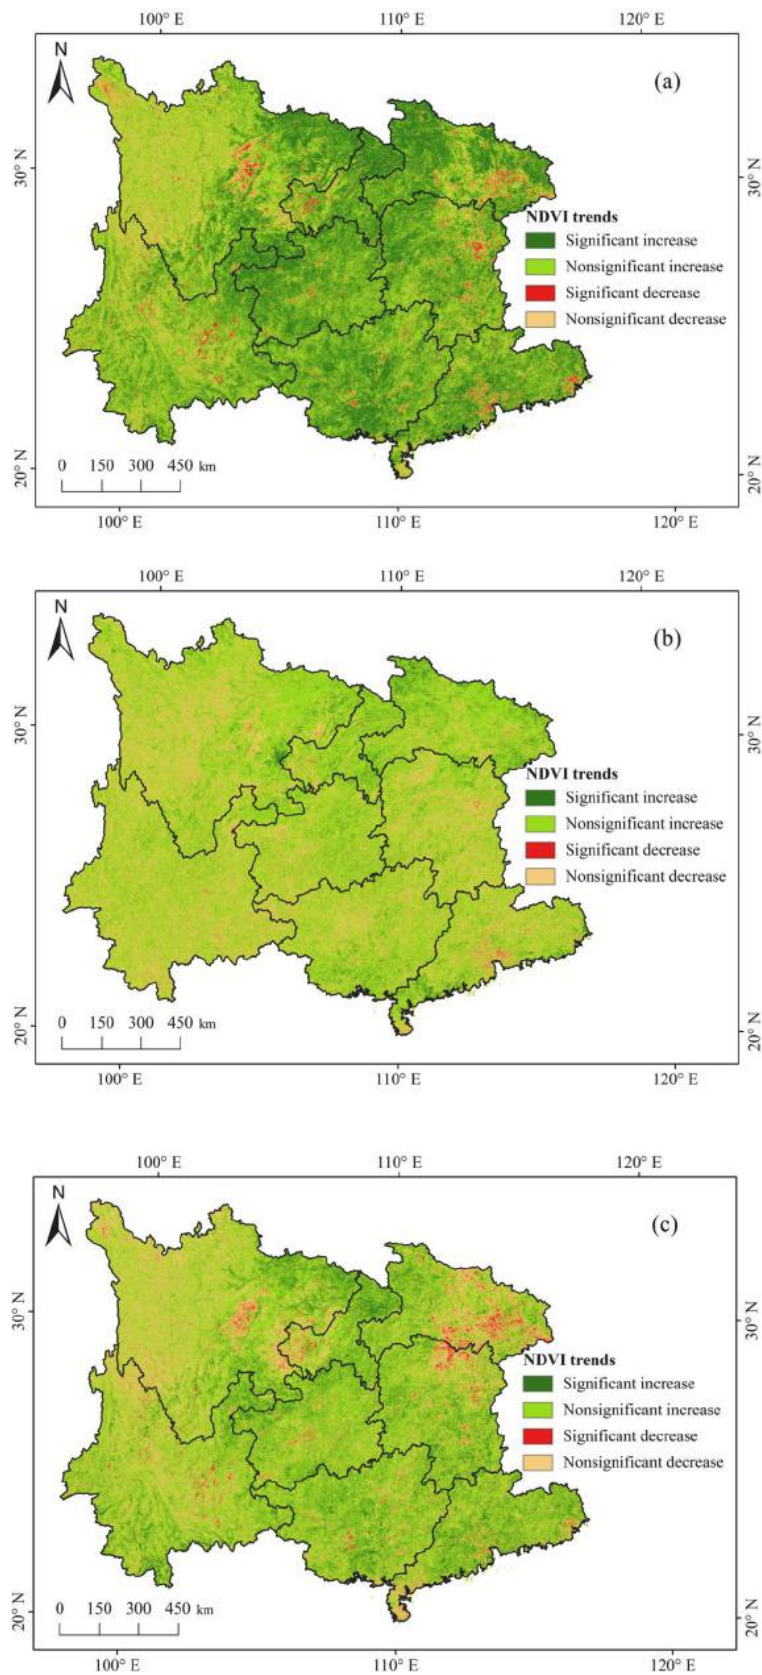 100° E 110° E 120° E
N
(a)
30° N
30° N
NDVI trends
Significant increase
Nonsignificant increase
Significant decrease
Nonsignificant decrease
0 150 300 450 km
20° N
20° N
100° E 110° E 120° E
100° E 110° E 120° E
N
(b)
30° N
30° N
NDVI trends
Significant increase
Nonsignificant increase
Significant decrease
Nonsignificant decrease
0 150 300 450 km
20° N
20° N
100° E 110° E 120° E
100° E 110° E 120° E
N
(c)
30° N
30° N
NDVI trends
Significant increase
Nonsignificant increase
Significant decrease
Nonsignificant decrease
0 150 300 450 km
20° N
20° N
100° E 110° E 120° E